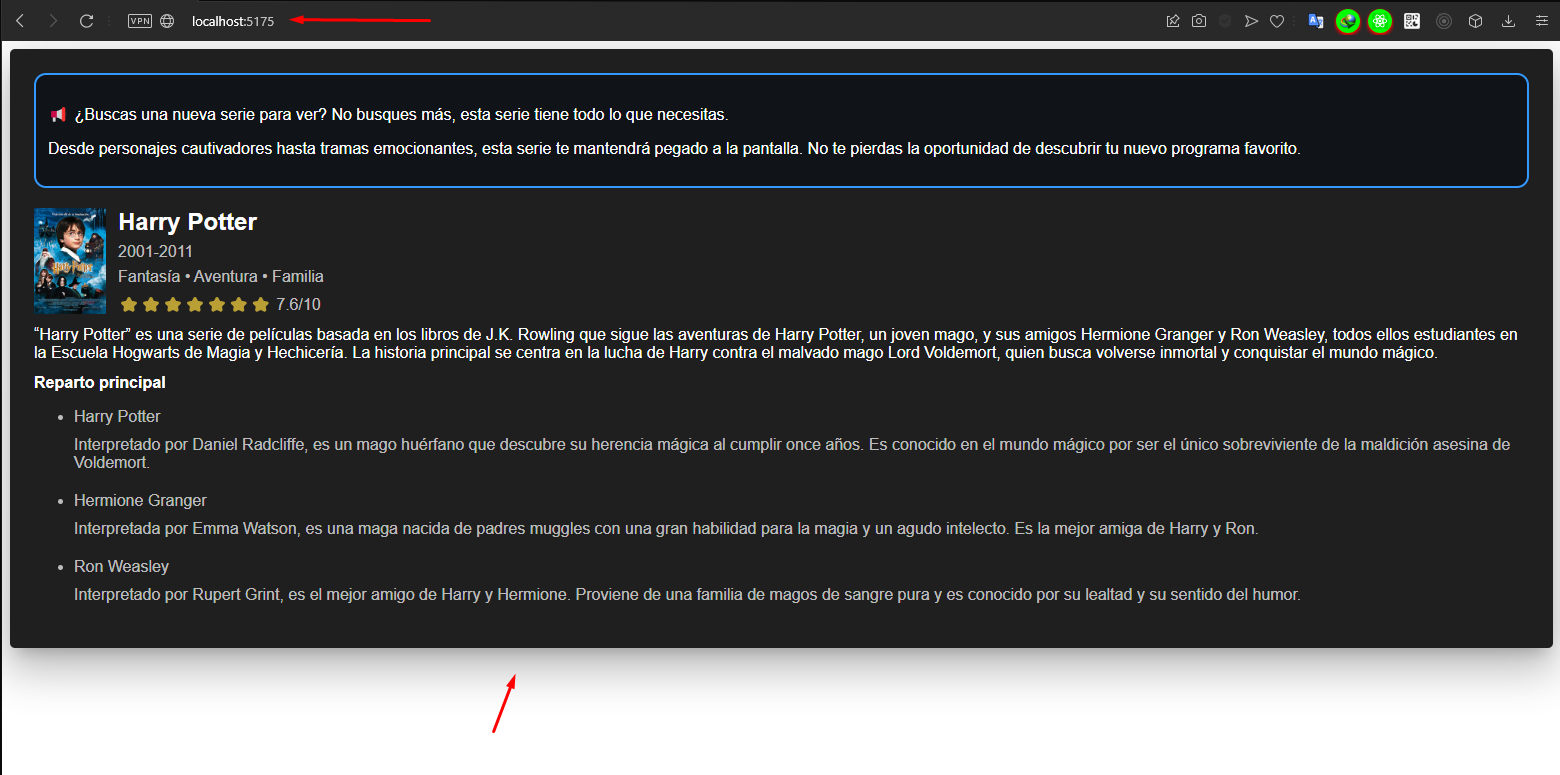 VPN localhost:5175
📢 ¿Buscas una nueva serie para ver? No busques más, esta serie tiene todo lo que necesitas.
Desde personajes cautivadores hasta tramas emocionantes, esta serie te mantendrá pegado a la pantalla. No te pierdas la oportunidad de descubrir tu nuevo programa favorito.
Harry Potter
2001-2011
Fantasía • Aventura • Familia
7.6/10
“Harry Potter” es una serie de películas basada en los libros de J.K. Rowling que sigue las aventuras de Harry Potter, un joven mago, y sus amigos Hermione Granger y Ron Weasley, todos ellos estudiantes en
la Escuela Hogwarts de Magia y Hechicería. La historia principal se centra en la lucha de Harry contra el malvado mago Lord Voldemort, quien busca volverse inmortal y conquistar el mundo mágico.
Reparto principal
• Harry Potter
Interpretado por Daniel Radcliffe, es un mago huérfano que descubre su herencia mágica al cumplir once años. Es conocido en el mundo mágico por ser el único sobreviviente de la maldición asesina de
Voldemort.
• Hermione Granger
Interpretada por Emma Watson, es una maga nacida de padres muggles con una gran habilidad para la magia y un agudo intelecto. Es la mejor amiga de Harry y Ron.
• Ron Weasley
Interpretado por Rupert Grint, es el mejor amigo de Harry y Hermione. Proviene de una familia de magos de sangre pura y es conocido por su lealtad y su sentido del humor.